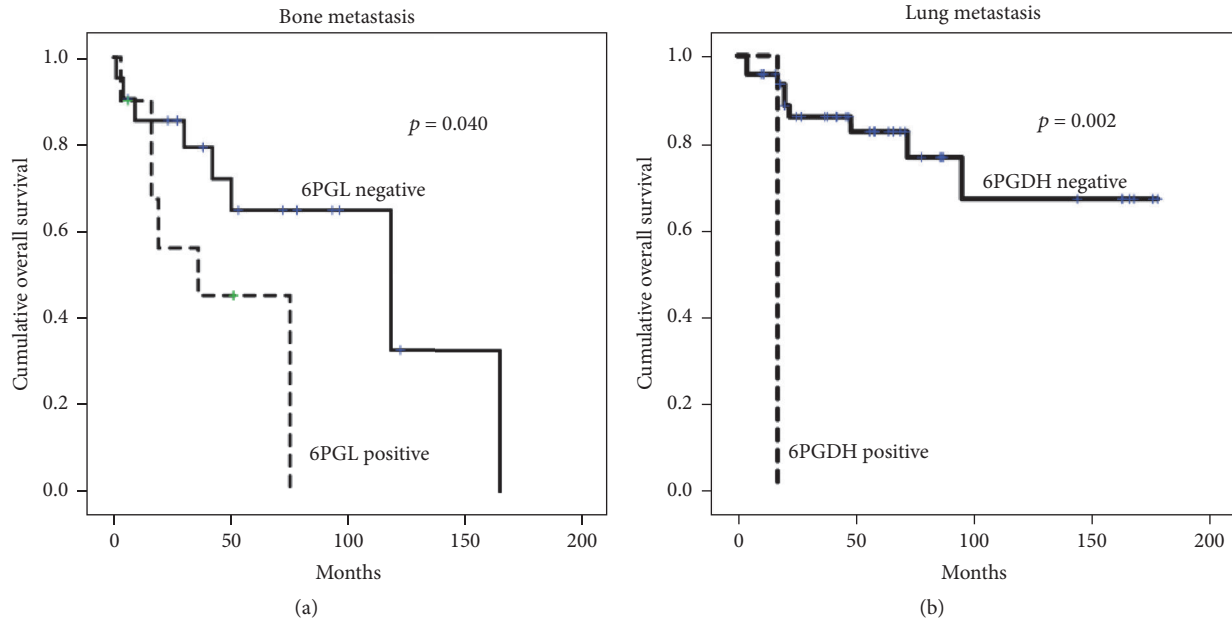 Bone metastasis
1.0
0.8
0.6
0.4
0.2
0.0
Cumulative overall survival
p = 0.040
6PGL negative
6PGL positive
0 50 100 150 200
Months
(a)
Lung metastasis
1.0
0.8
0.6
0.4
0.2
0.0
Cumulative overall survival
p = 0.002
6PGDH negative
6PGDH positive
0 50 100 150 200
Months
(b)